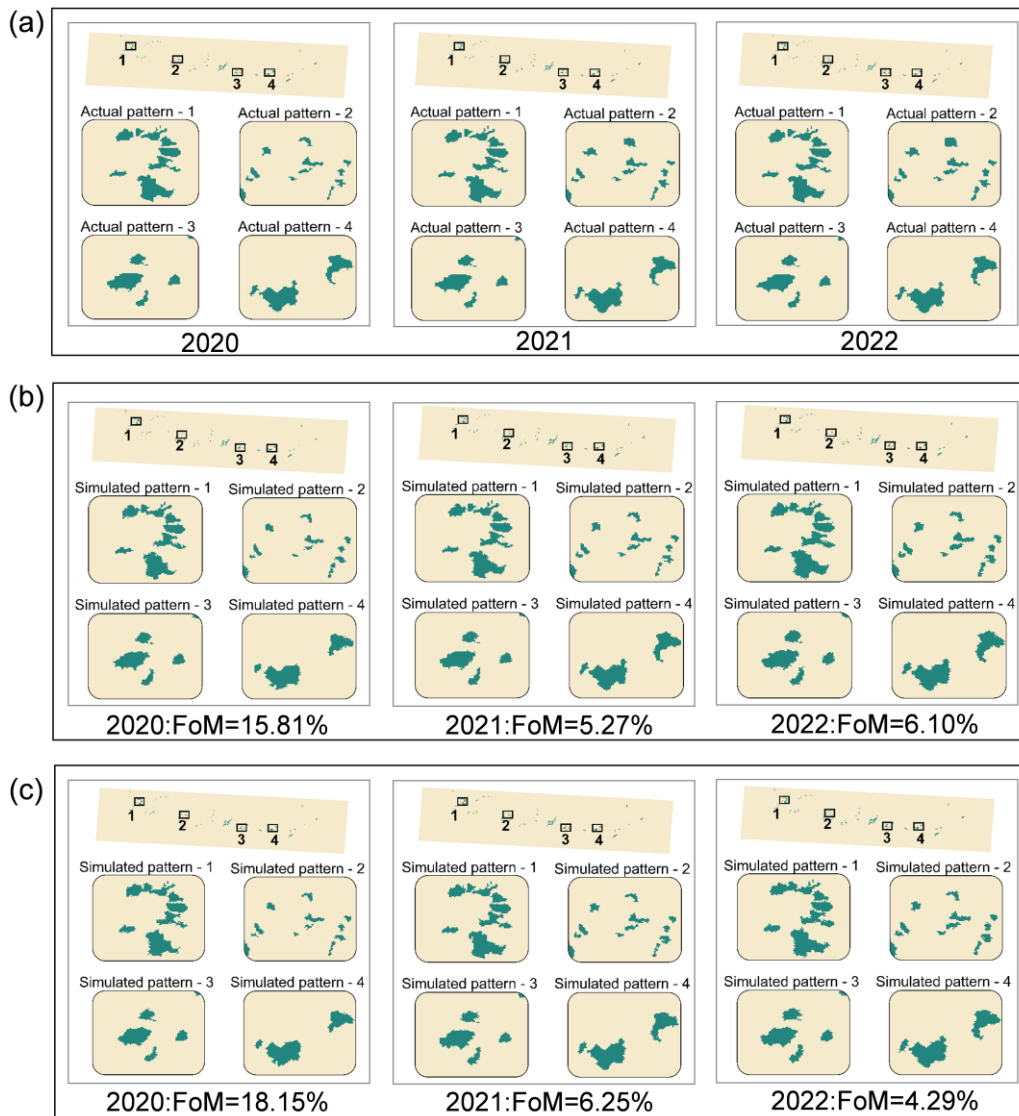 (a)
1 2 3 4
Actual pattern - 1 Actual pattern - 2
Actual pattern - 3 Actual pattern - 4
2020
1 2 3 4
Actual pattern - 1 Actual pattern - 2
Actual pattern - 3 Actual pattern - 4
2021
1 2 3 4
Actual pattern - 1 Actual pattern - 2
Actual pattern - 3 Actual pattern - 4
2022
(b)
1 2 3 4
Simulated pattern - 1 Simulated pattern - 2
Simulated pattern - 3 Simulated pattern - 4
2020:FoM=15.81%
1 2 3 4
Simulated pattern - 1 Simulated pattern - 2
Simulated pattern - 3 Simulated pattern - 4
2021:FoM=5.27%
1 2 3 4
Simulated pattern - 1 Simulated pattern - 2
Simulated pattern - 3 Simulated pattern - 4
2022:FoM=6.10%
(c)
1 2 3 4
Simulated pattern - 1 Simulated pattern - 2
Simulated pattern - 3 Simulated pattern - 4
2020:FoM=18.15%
1 2 3 4
Simulated pattern - 1 Simulated pattern - 2
Simulated pattern - 3 Simulated pattern - 4
2021:FoM=6.25%
1 2 3 4
Simulated pattern - 1 Simulated pattern - 2
Simulated pattern - 3 Simulated pattern - 4
2022:FoM=4.29%